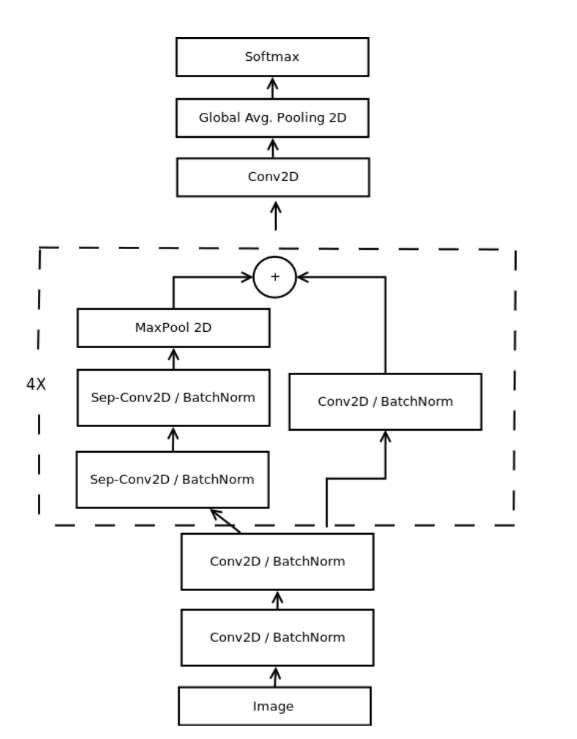 Softmax
Global Avg. Pooling 2D
Conv2D
+
MaxPool 2D
4X
Sep-Conv2D / BatchNorm
Conv2D / BatchNorm
Sep-Conv2D / BatchNorm
Conv2D / BatchNorm
Conv2D / BatchNorm
Image